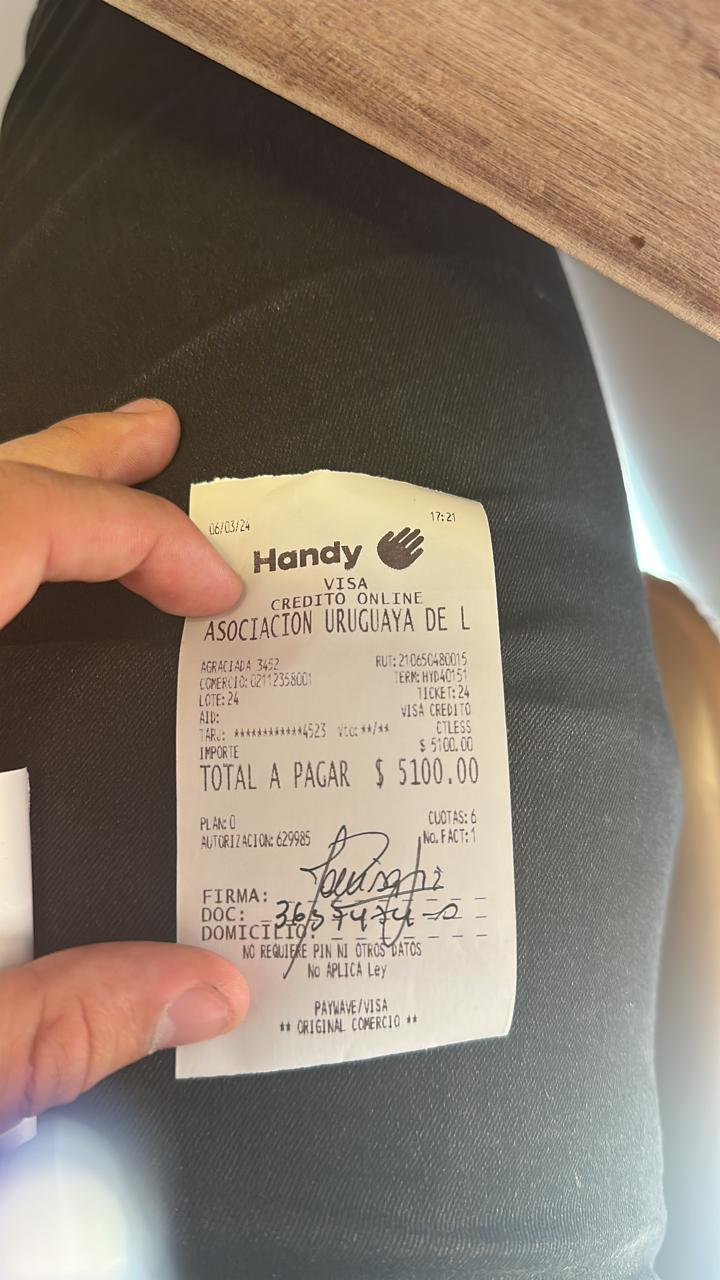 06/03/24 17:21
Handy
VISA
CREDITO ONLINE
ASOCIACION URUGUAYA DE L
AGRACIADA 3452 RUT:210650480015
COMERCIO:02112358001 TERM:HYD40151
LOTE:24 TICKET:24
AID: VISA CREDITO
TARJ: ************4523 Vto:**/** CTLESS
IMPORTE $ 5100.00
TOTAL A PAGAR $ 5100.00
PLAN:0 CUOTAS:6
AUTORIZACION:629985 No.FACT:1
FIRMA:
DOC:
DOMICILIO:
NO REQUIERE PIN NI OTROS DATOS
No APLICA Ley
PAYWAVE/VISA
** ORIGINAL COMERCIO **